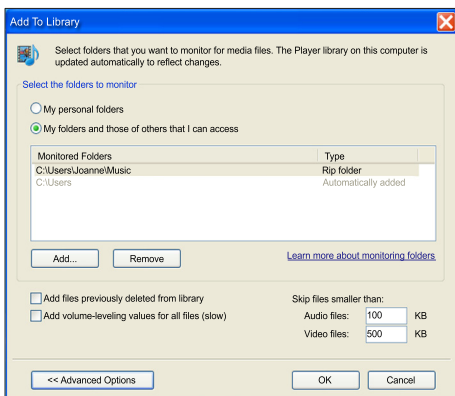 Add To Library
Select folders that you want to monitor for media files. The Player library on this computer is
updated automatically to reflect changes.
Select the folders to monitor
My personal folders
My folders and those of others that I can access
Monitored Folders Type
C:\Users\Joanne\Music Rip folder
C:\Users Automatically added
Add... Remove Learn more about monitoring folders
Add files previously deleted from library Skip files smaller than:
Add volume-leveling values for all files (slow) Audio files: 100 KB
Video files: 500 KB
<< Advanced Options OK Cancel